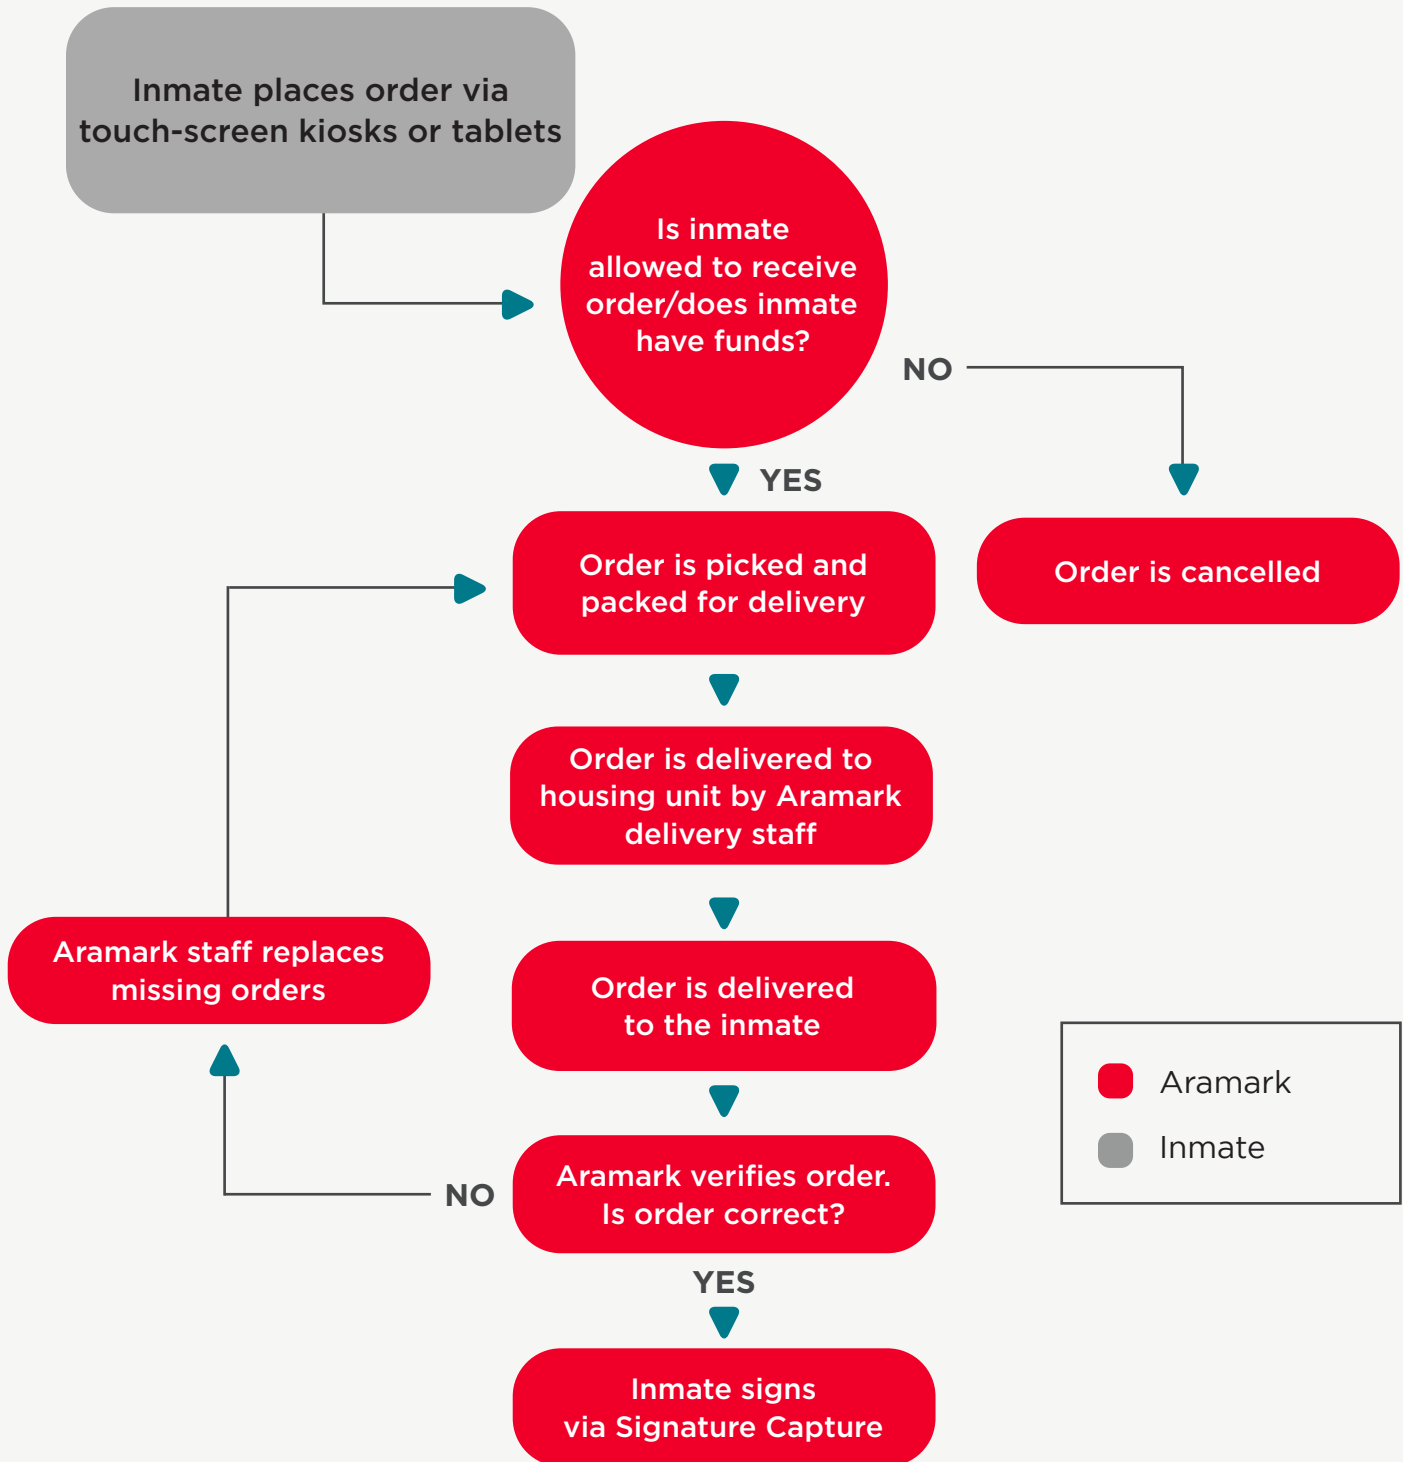 Inmate places order via
touch-screen kiosks or tablets
Is inmate
allowed to receive
order/does inmate
have funds?
NO
YES
Order is picked and
packed for delivery
Order is cancelled
Order is delivered to
housing unit by Aramark
delivery staff
Aramark staff replaces
missing orders
Order is delivered
to the inmate
Aramark
Inmate
Aramark verifies order.
Is order correct?
NO
YES
Inmate signs
via Signature Capture